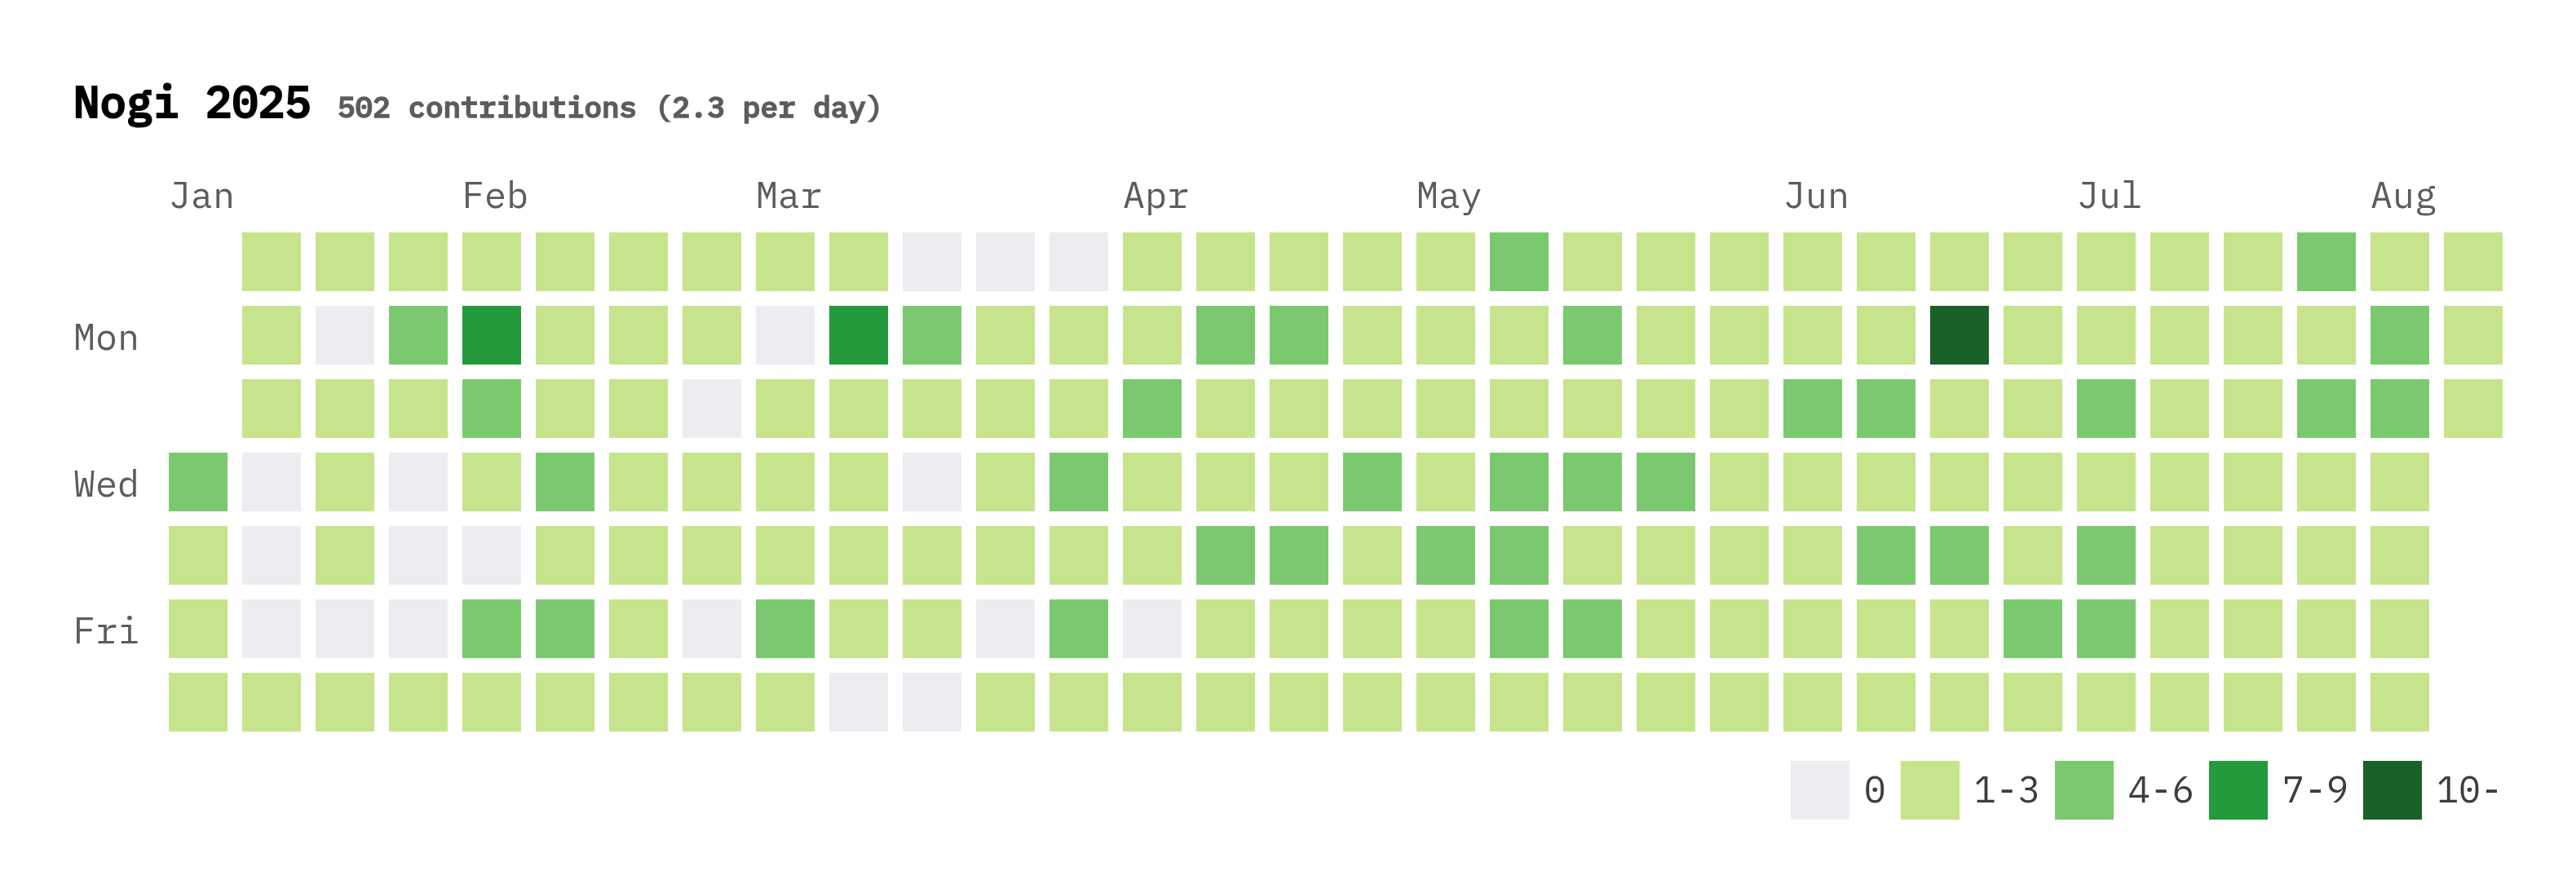 Nogi 2025 502 contributions (2.3 per day)
Jan Feb Mar Apr May Jun Jul Aug
Mon
Wed
Fri
0 1-3 4-6 7-9 10-